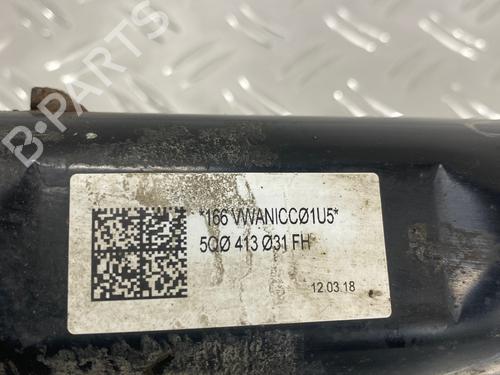 B-PARTS
*166 VWANICCØ1U5*
5QØ 413 Ø31 FH
12.03.18